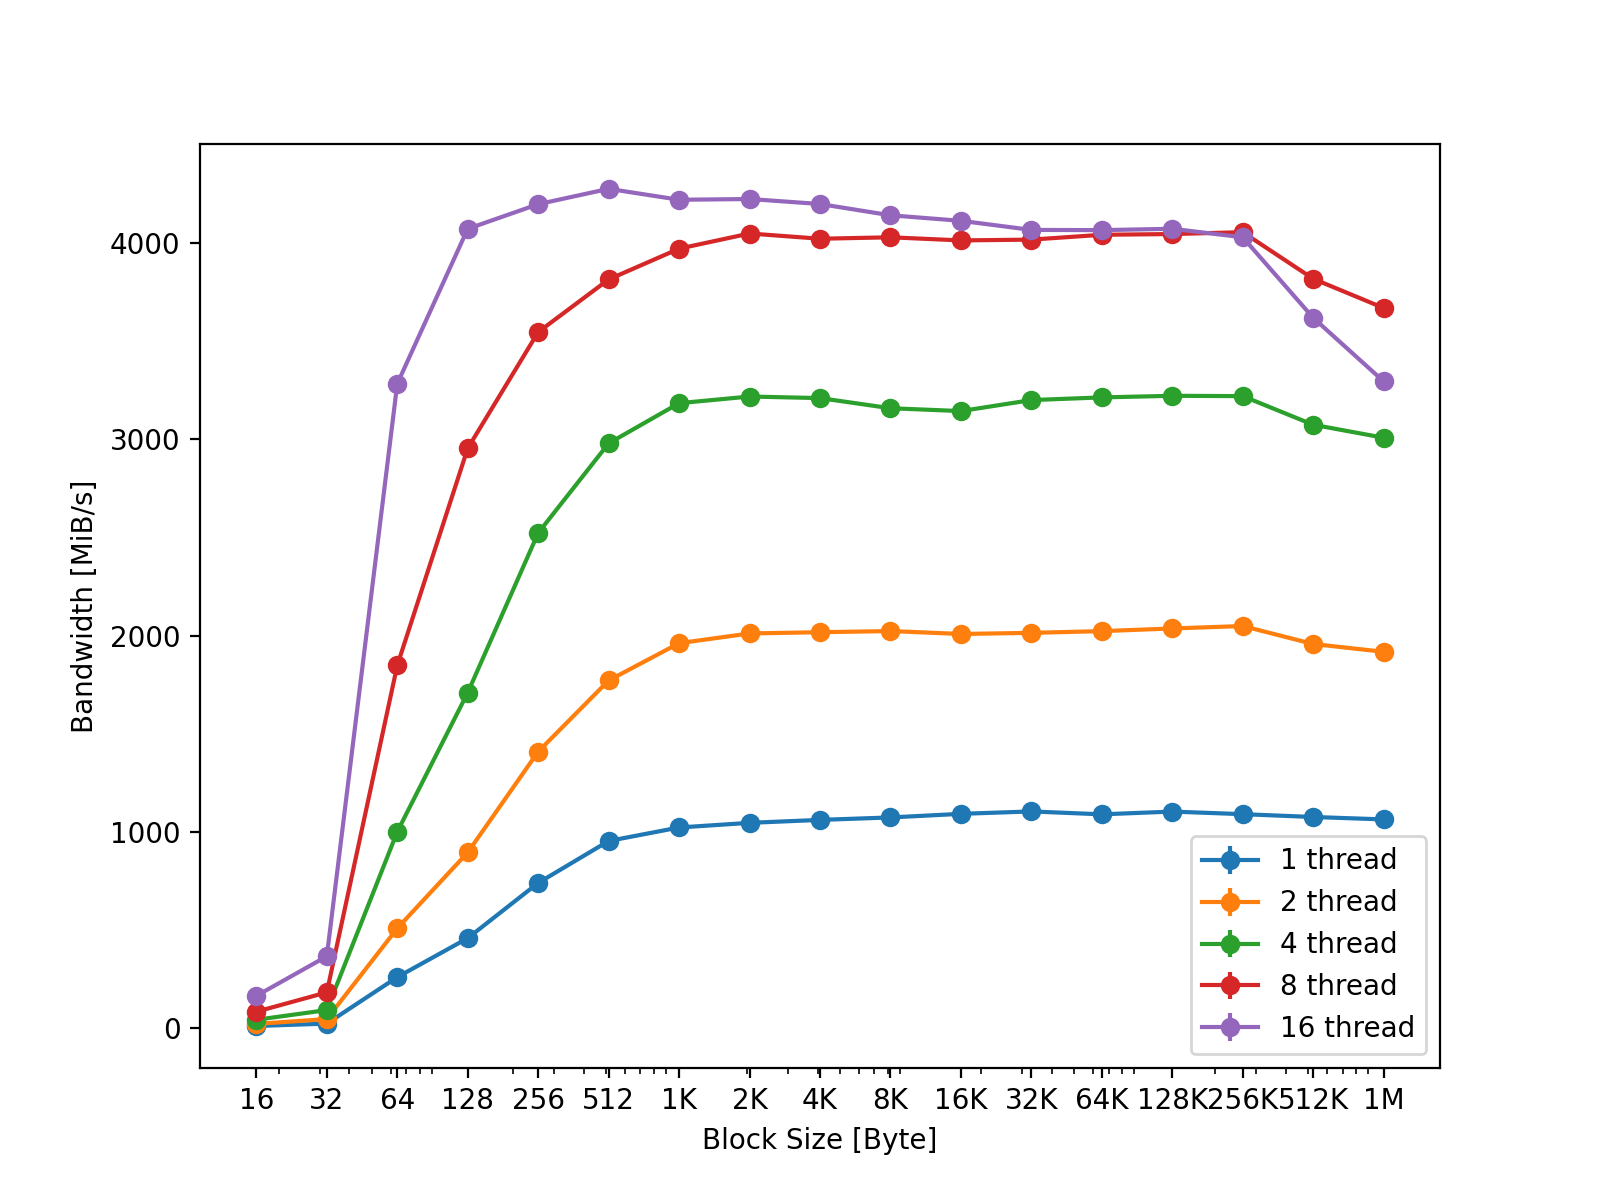 4000
3000
2000
1000
0
Bandwidth [MiB/s]
1 thread
2 thread
4 thread
8 thread
16 thread
16 32 64 128 256 512 1K 2K 4K 8K 16K 32K 64K 128K 256K 512K 1M
Block Size [Byte]